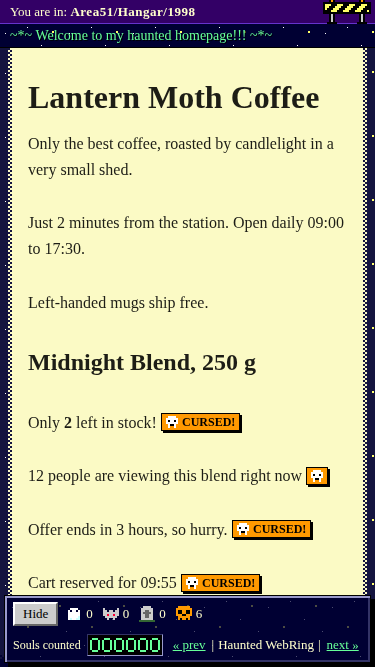 You are in: Area51/Hangar/1998
~*~ Welcome to my haunted homepage!!! ~*~
Lantern Moth Coffee
Only the best coffee, roasted by candlelight in a
very small shed.
Just 2 minutes from the station. Open daily 09:00
to 17:30.
Left-handed mugs ship free.
Midnight Blend, 250 g
Only 2 left in stock! CURSED!
12 people are viewing this blend right now
Offer ends in 3 hours, so hurry. CURSED!
Cart reserved for 09:55 CURSED!
Hide 0 0 0 6
Souls counted 000000 « prev | Haunted WebRing | next »